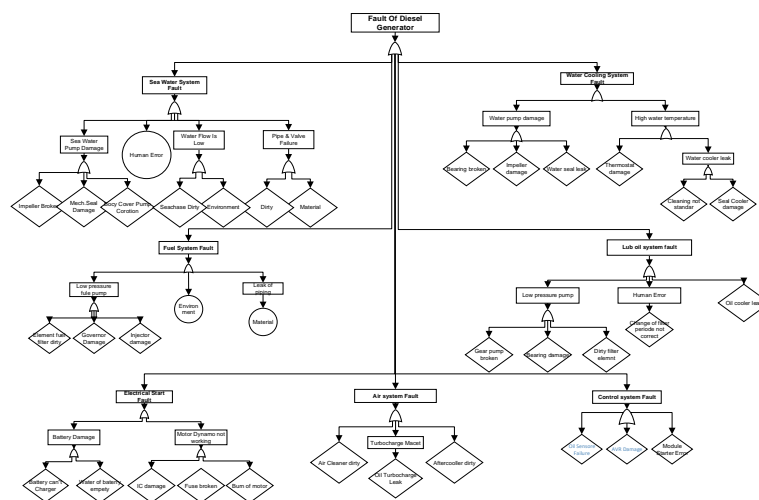 Fault Of Diesel
Generator
Sea Water System
Fault
Water Cooling System
Fault
Sea Water
Pump Damage
Human Error
Water Flow Is
Low
Pipe & Valve
Failure
Water pump damage
High water temperature
Impeller Broken
Mech.Seal
Damage
Body Cover Pump
Corotion
Seachase Dirty
Environment
Dirty
Material
Bearing broken
Impeller
damage
Water seal leak
Thermostat
damage
Water cooler leak
Cleaning not
standar
Seal Cooler
damage
Fuel System Fault
Lub oil system fault
Low pressure
fule pump
Environ
ment
Leak of
piping
Material
Element fuel
filter dirty
Governor
Damage
Injector
damage
Low pressure pump
Human Error
Oil cooler leak
Gear pump
broken
Bearing damage
Dirty filter
elemnt
Change of filter
periode not
correct
Electrical Start
Fault
Air system Fault
Control system Fault
Battery Damage
Motor Dynamo not
working
Battery can't
Charger
Water of baterry
empety
IC damage
Fuse broken
Burn of motor
Air Cleaner dirty
Turbocharge Macet
Oil Turbocharge
Leak
Aftercooller dirty
Oil Sensore
Failure
AVR Damage
Module
Starter Error